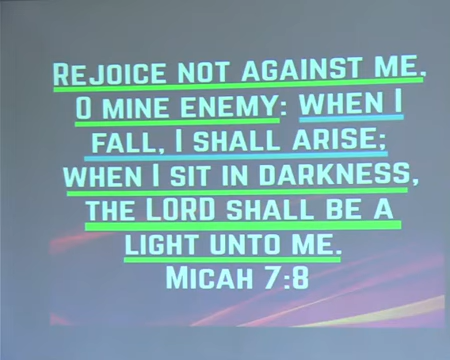 REJOICE NOT AGAINST ME,
O MINE ENEMY: WHEN I
FALL, I SHALL ARISE;
WHEN I SIT IN DARKNESS,
THE LORD SHALL BE A
LIGHT UNTO ME.
MICAH 7:8